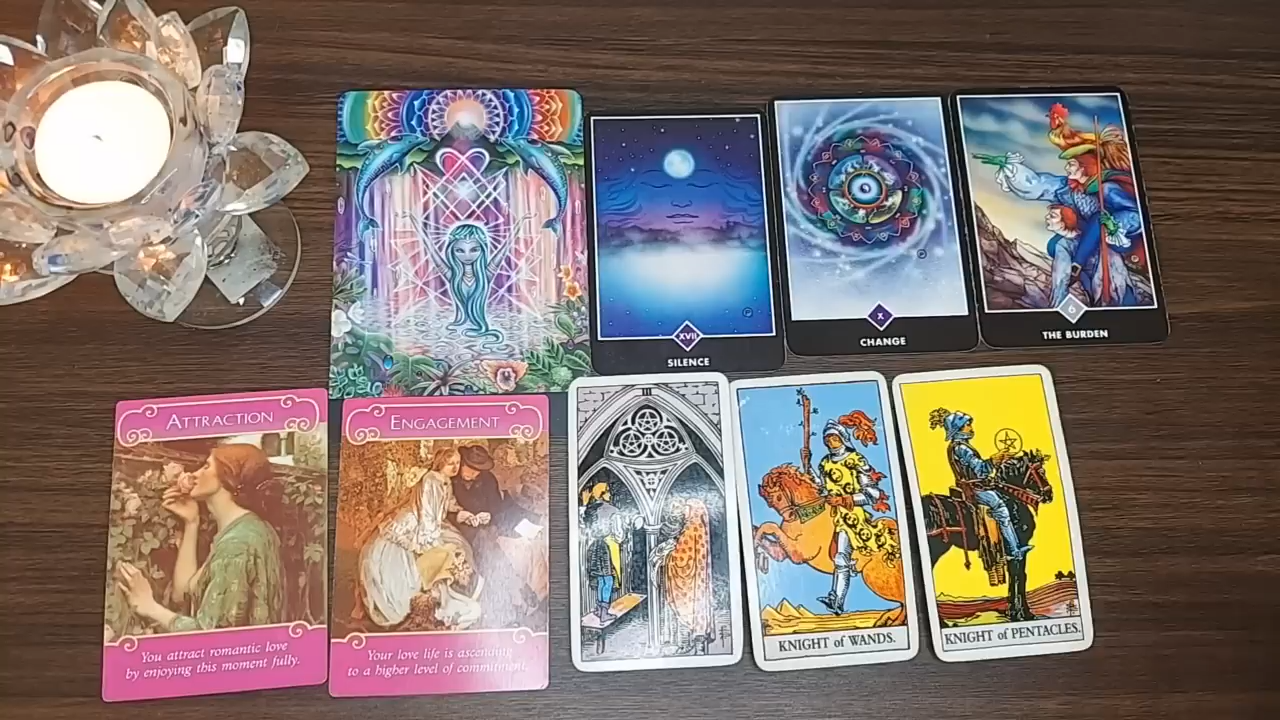 XVII
SILENCE
X
CHANGE
6
THE BURDEN
ATTRACTION
You attract romantic love
by enjoying this moment fully.
ENGAGEMENT
Your love life is ascending
to a higher level of commitment.
III
KNIGHT of WANDS.
KNIGHT of PENTACLES.